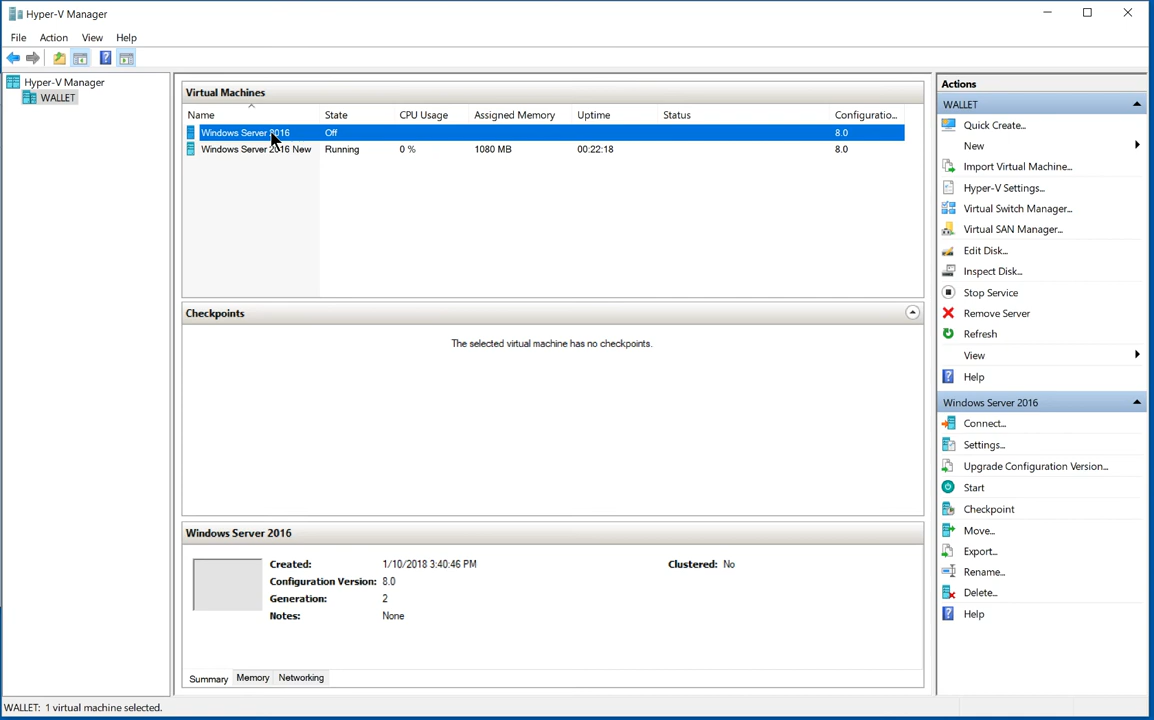 Hyper-V Manager
File Action View Help
Hyper-V Manager
WALLET
Virtual Machines
Name State CPU Usage Assigned Memory Uptime Status Configuratio...
Windows Server 2016 Off 8.0
Windows Server 2016 New Running 0 % 1080 MB 00:22:18 8.0
Checkpoints
The selected virtual machine has no checkpoints.
Windows Server 2016
Created: 1/10/2018 3:40:46 PM Clustered: No
Configuration Version: 8.0
Generation: 2
Notes: None
Summary Memory Networking
Actions
WALLET
Quick Create...
New
Import Virtual Machine...
Hyper-V Settings...
Virtual Switch Manager...
Virtual SAN Manager...
Edit Disk...
Inspect Disk...
Stop Service
Remove Server
Refresh
View
Help
Windows Server 2016
Connect...
Settings...
Upgrade Configuration Version...
Start
Checkpoint
Move...
Export...
Rename...
Delete...
Help
WALLET: 1 virtual machine selected.